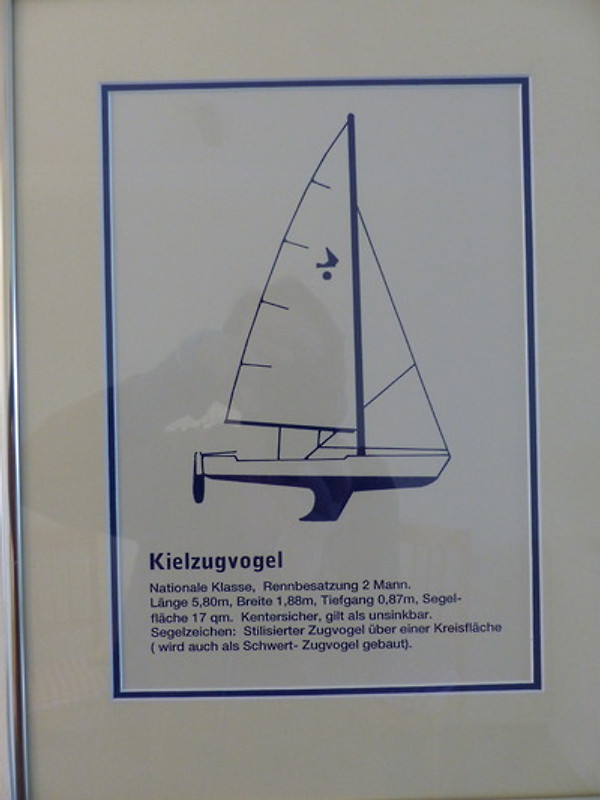 Kielzugvogel
Nationale Klasse, Rennbesatzung 2 Mann.
Länge 5,80m, Breite 1,88m, Tiefgang 0,87m, Segel-
fläche 17 qm. Kentersicher, gilt als unsinkbar.
Segelzeichen: Stilisierter Zugvogel über einer Kreisfläche
( wird auch als Schwert- Zugvogel gebaut).